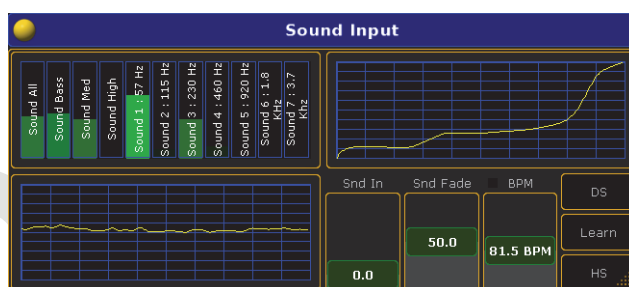 Sound Input
Sound All
Sound Bass
Sound Med
Sound High
Sound 1 : 57 Hz
Sound 2 : 115 Hz
Sound 3 : 230 Hz
Sound 4 : 460 Hz
Sound 5 : 920 Hz
Sound 6 : 1.8
Khz
Sound 7 : 3.7
Khz
Snd In
Snd Fade
BPM
0.0
50.0
81.5 BPM
DS
Learn
HS